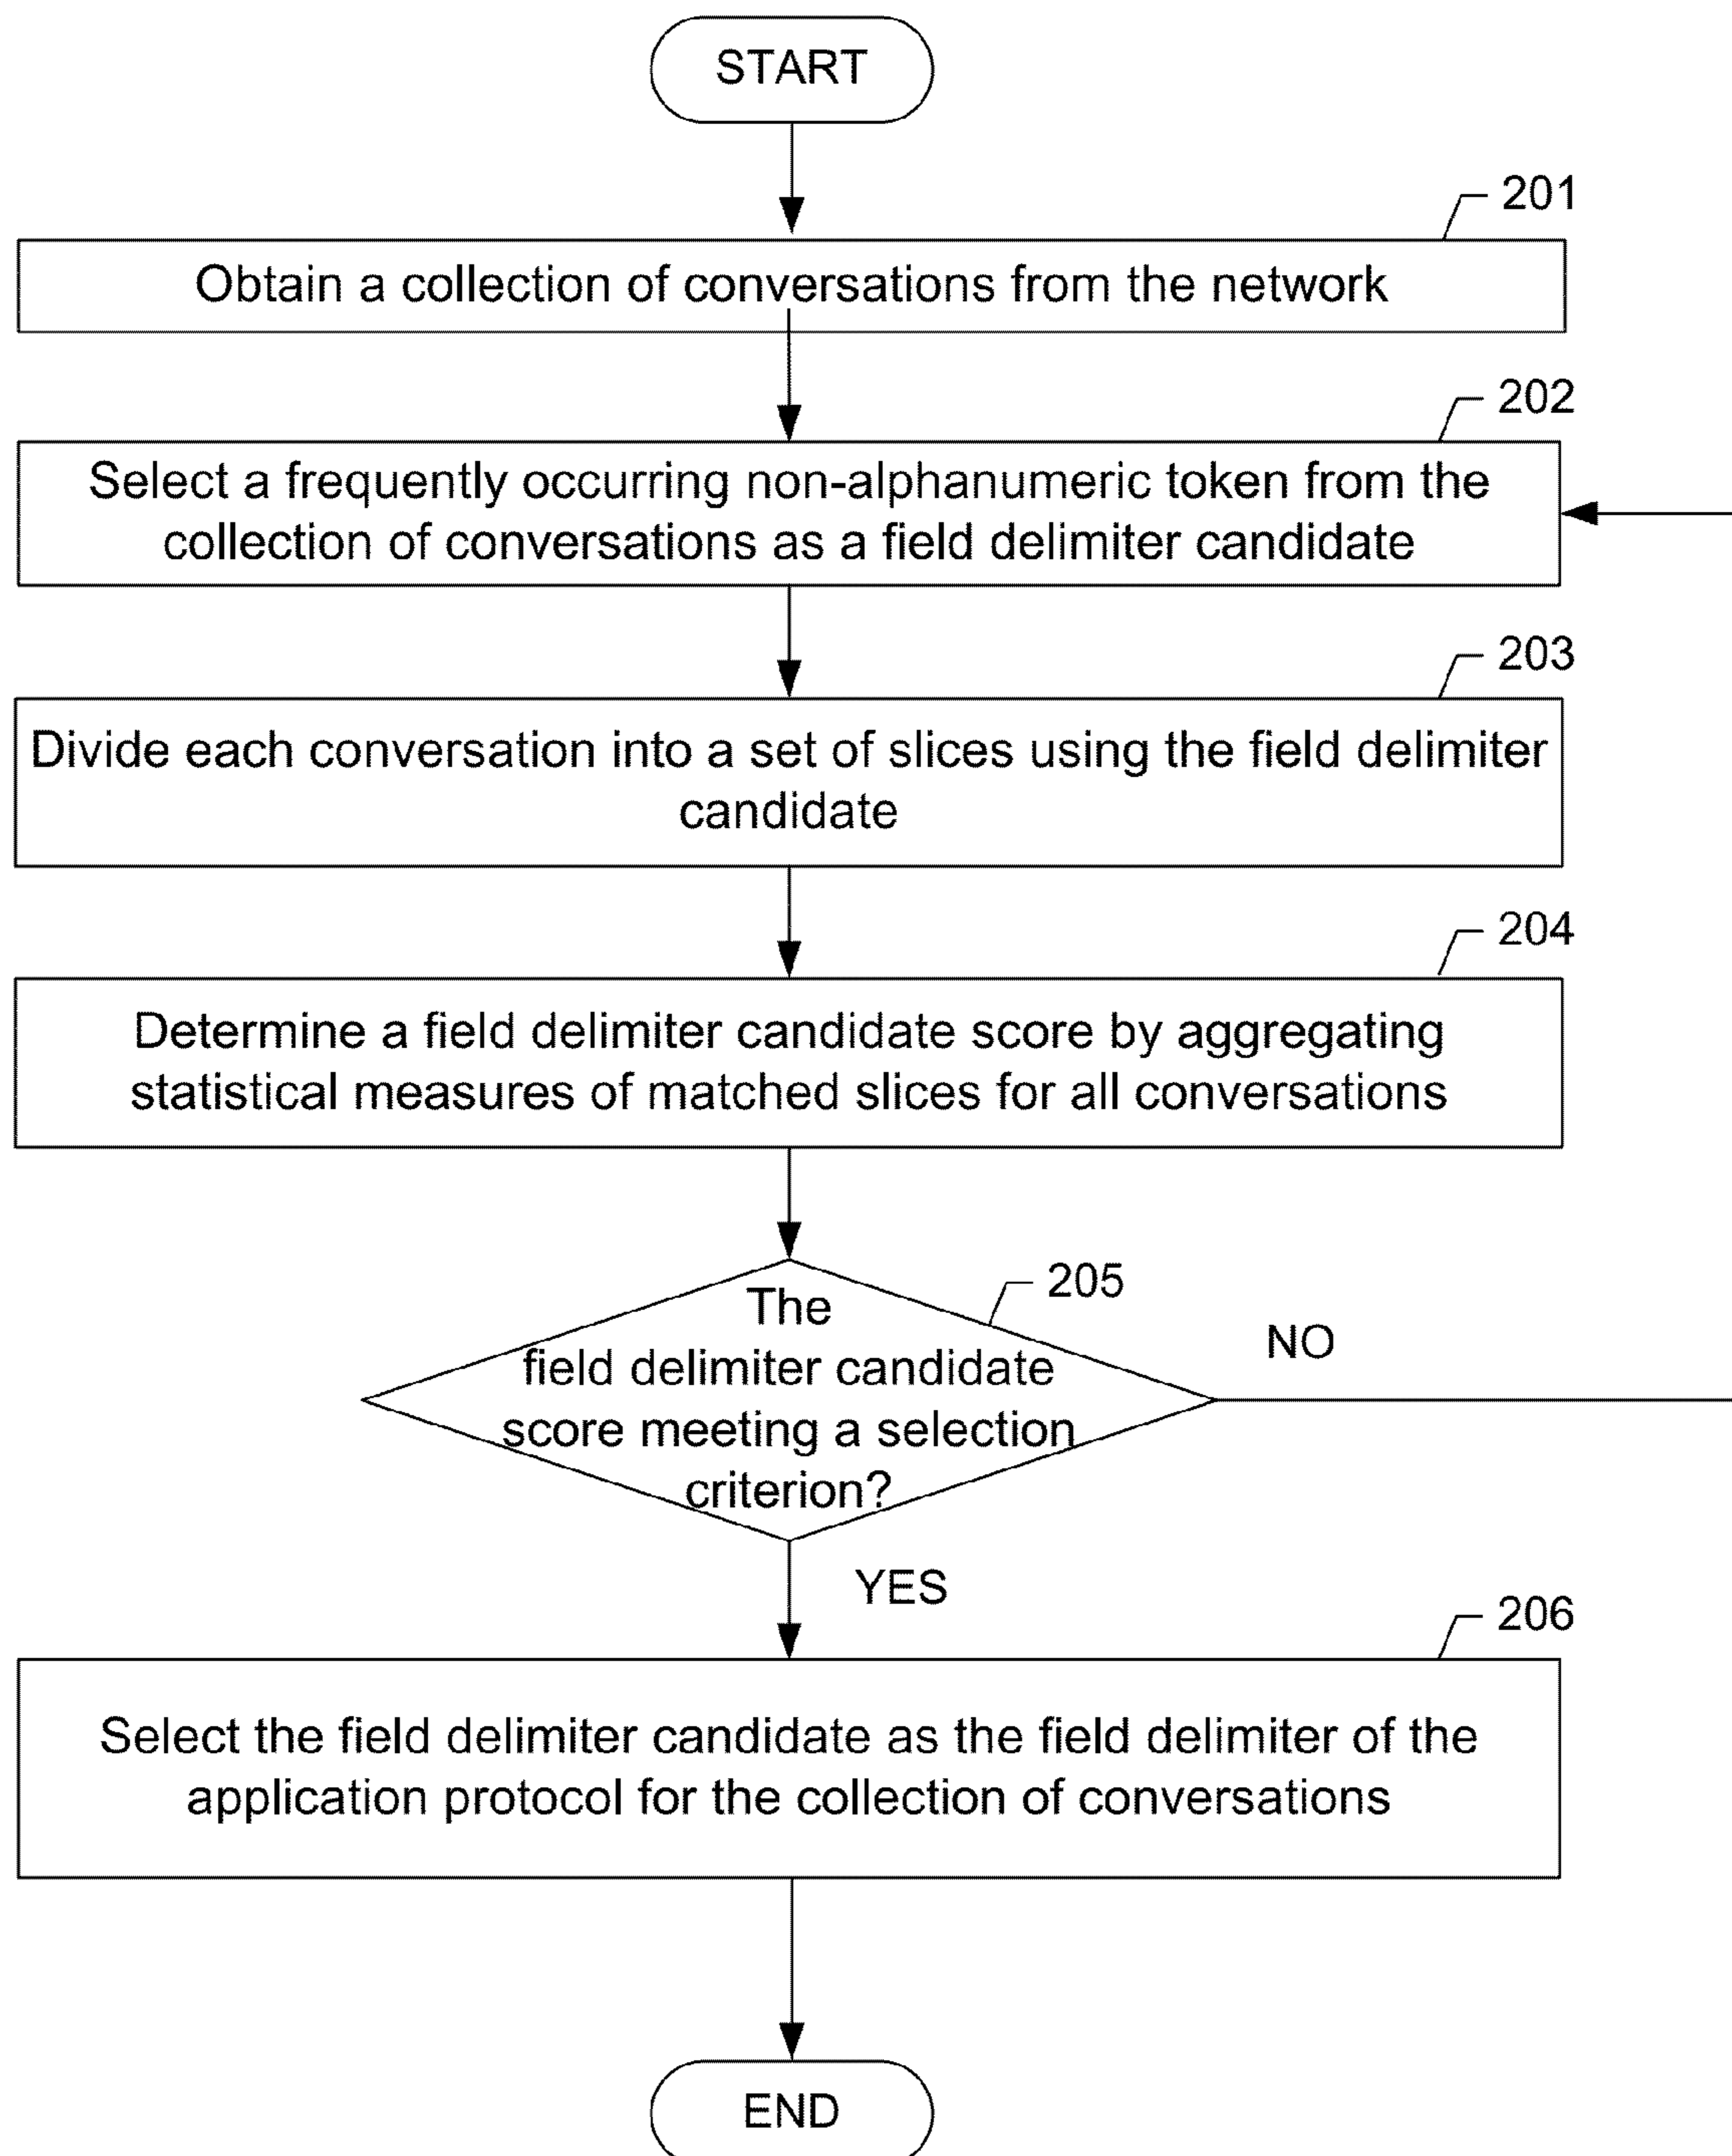 START
201
Obtain a collection of conversations from the network
202
Select a frequently occurring non-alphanumeric token from the
collection of conversations as a field delimiter candidate
203
Divide each conversation into a set of slices using the field delimiter
candidate
204
Determine a field delimiter candidate score by aggregating
statistical measures of matched slices for all conversations
205
The
field delimiter candidate
score meeting a selection
criterion?
NO
YES
206
Select the field delimiter candidate as the field delimiter of the
application protocol for the collection of conversations
END